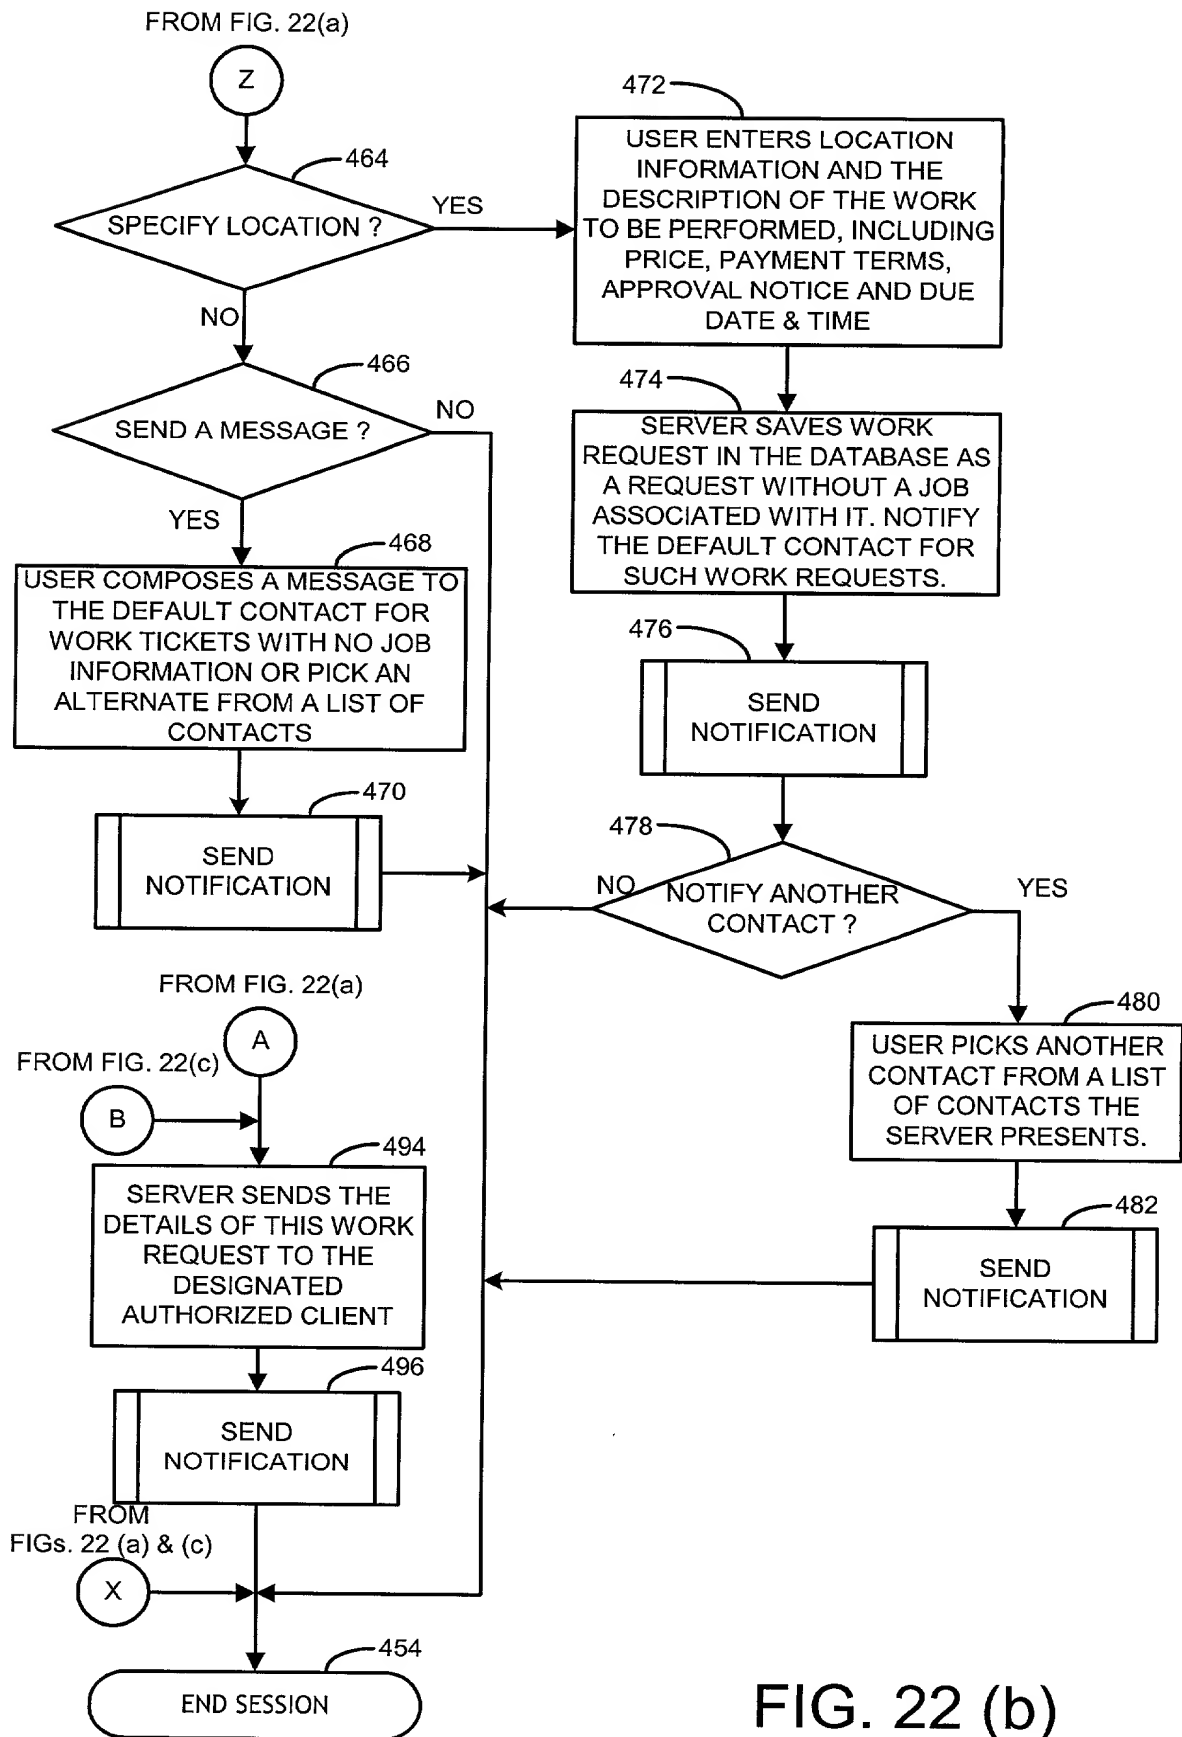 FROM FIG. 22(a)
Z
464
SPECIFY LOCATION ?
YES
NO
472
USER ENTERS LOCATION
INFORMATION AND THE
DESCRIPTION OF THE WORK
TO BE PERFORMED, INCLUDING
PRICE, PAYMENT TERMS,
APPROVAL NOTICE AND DUE
DATE & TIME
466
SEND A MESSAGE ?
NO
YES
474
SERVER SAVES WORK
REQUEST IN THE DATABASE AS
A REQUEST WITHOUT A JOB
ASSOCIATED WITH IT. NOTIFY
THE DEFAULT CONTACT FOR
SUCH WORK REQUESTS.
468
USER COMPOSES A MESSAGE TO
THE DEFAULT CONTACT FOR
WORK TICKETS WITH NO JOB
INFORMATION OR PICK AN
ALTERNATE FROM A LIST OF
CONTACTS
476
SEND
NOTIFICATION
470
SEND
NOTIFICATION
478
NOTIFY ANOTHER
CONTACT ?
NO
YES
480
USER PICKS ANOTHER
CONTACT FROM A LIST
OF CONTACTS THE
SERVER PRESENTS.
482
SEND
NOTIFICATION
FROM FIG. 22(a)
A
FROM FIG. 22(c)
B
494
SERVER SENDS THE
DETAILS OF THIS WORK
REQUEST TO THE
DESIGNATED
AUTHORIZED CLIENT
496
SEND
NOTIFICATION
FROM
FIGs. 22 (a) & (c)
X
454
END SESSION
FIG. 22 (b)